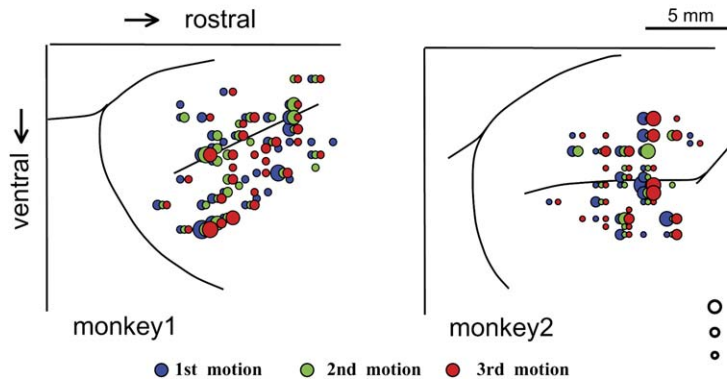 → rostral
5 mm
ventral ←
monkey1
monkey2
1st motion 2nd motion 3rd motion